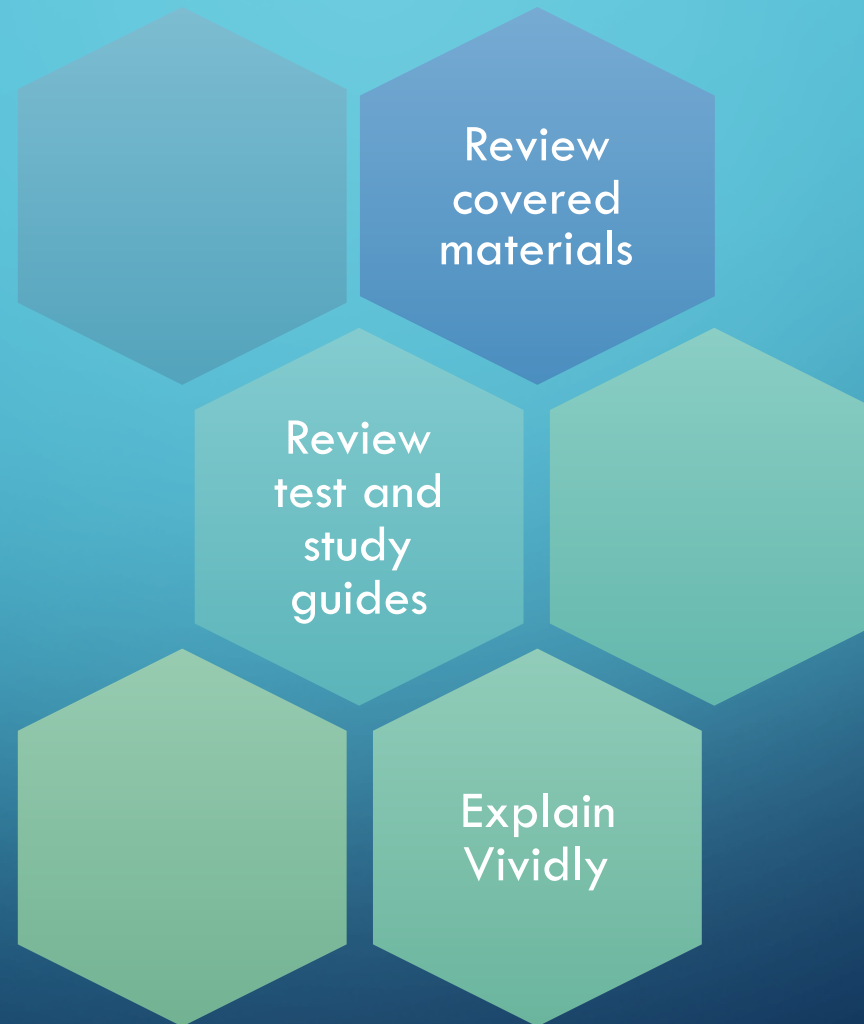 Review
covered
materials
Review
test and
study
guides
Explain
Vividly